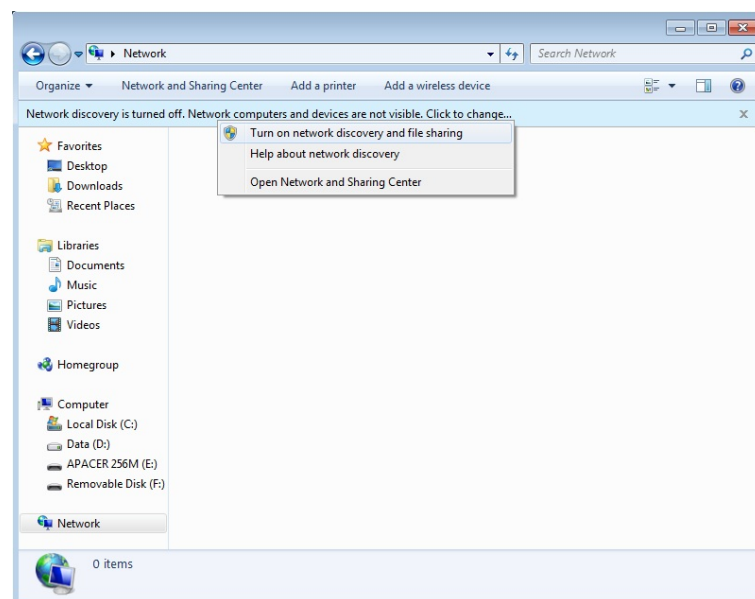 Network
Search Network
Organize
Network and Sharing Center
Add a printer
Add a wireless device
Network discovery is turned off. Network computers and devices are not visible. Click to change...
Turn on network discovery and file sharing
Help about network discovery
Open Network and Sharing Center
Favorites
Desktop
Downloads
Recent Places
Libraries
Documents
Music
Pictures
Videos
Homegroup
Computer
Local Disk (C:)
Data (D:)
APACER 256M (E:)
Removable Disk (F:)
Network
0 items